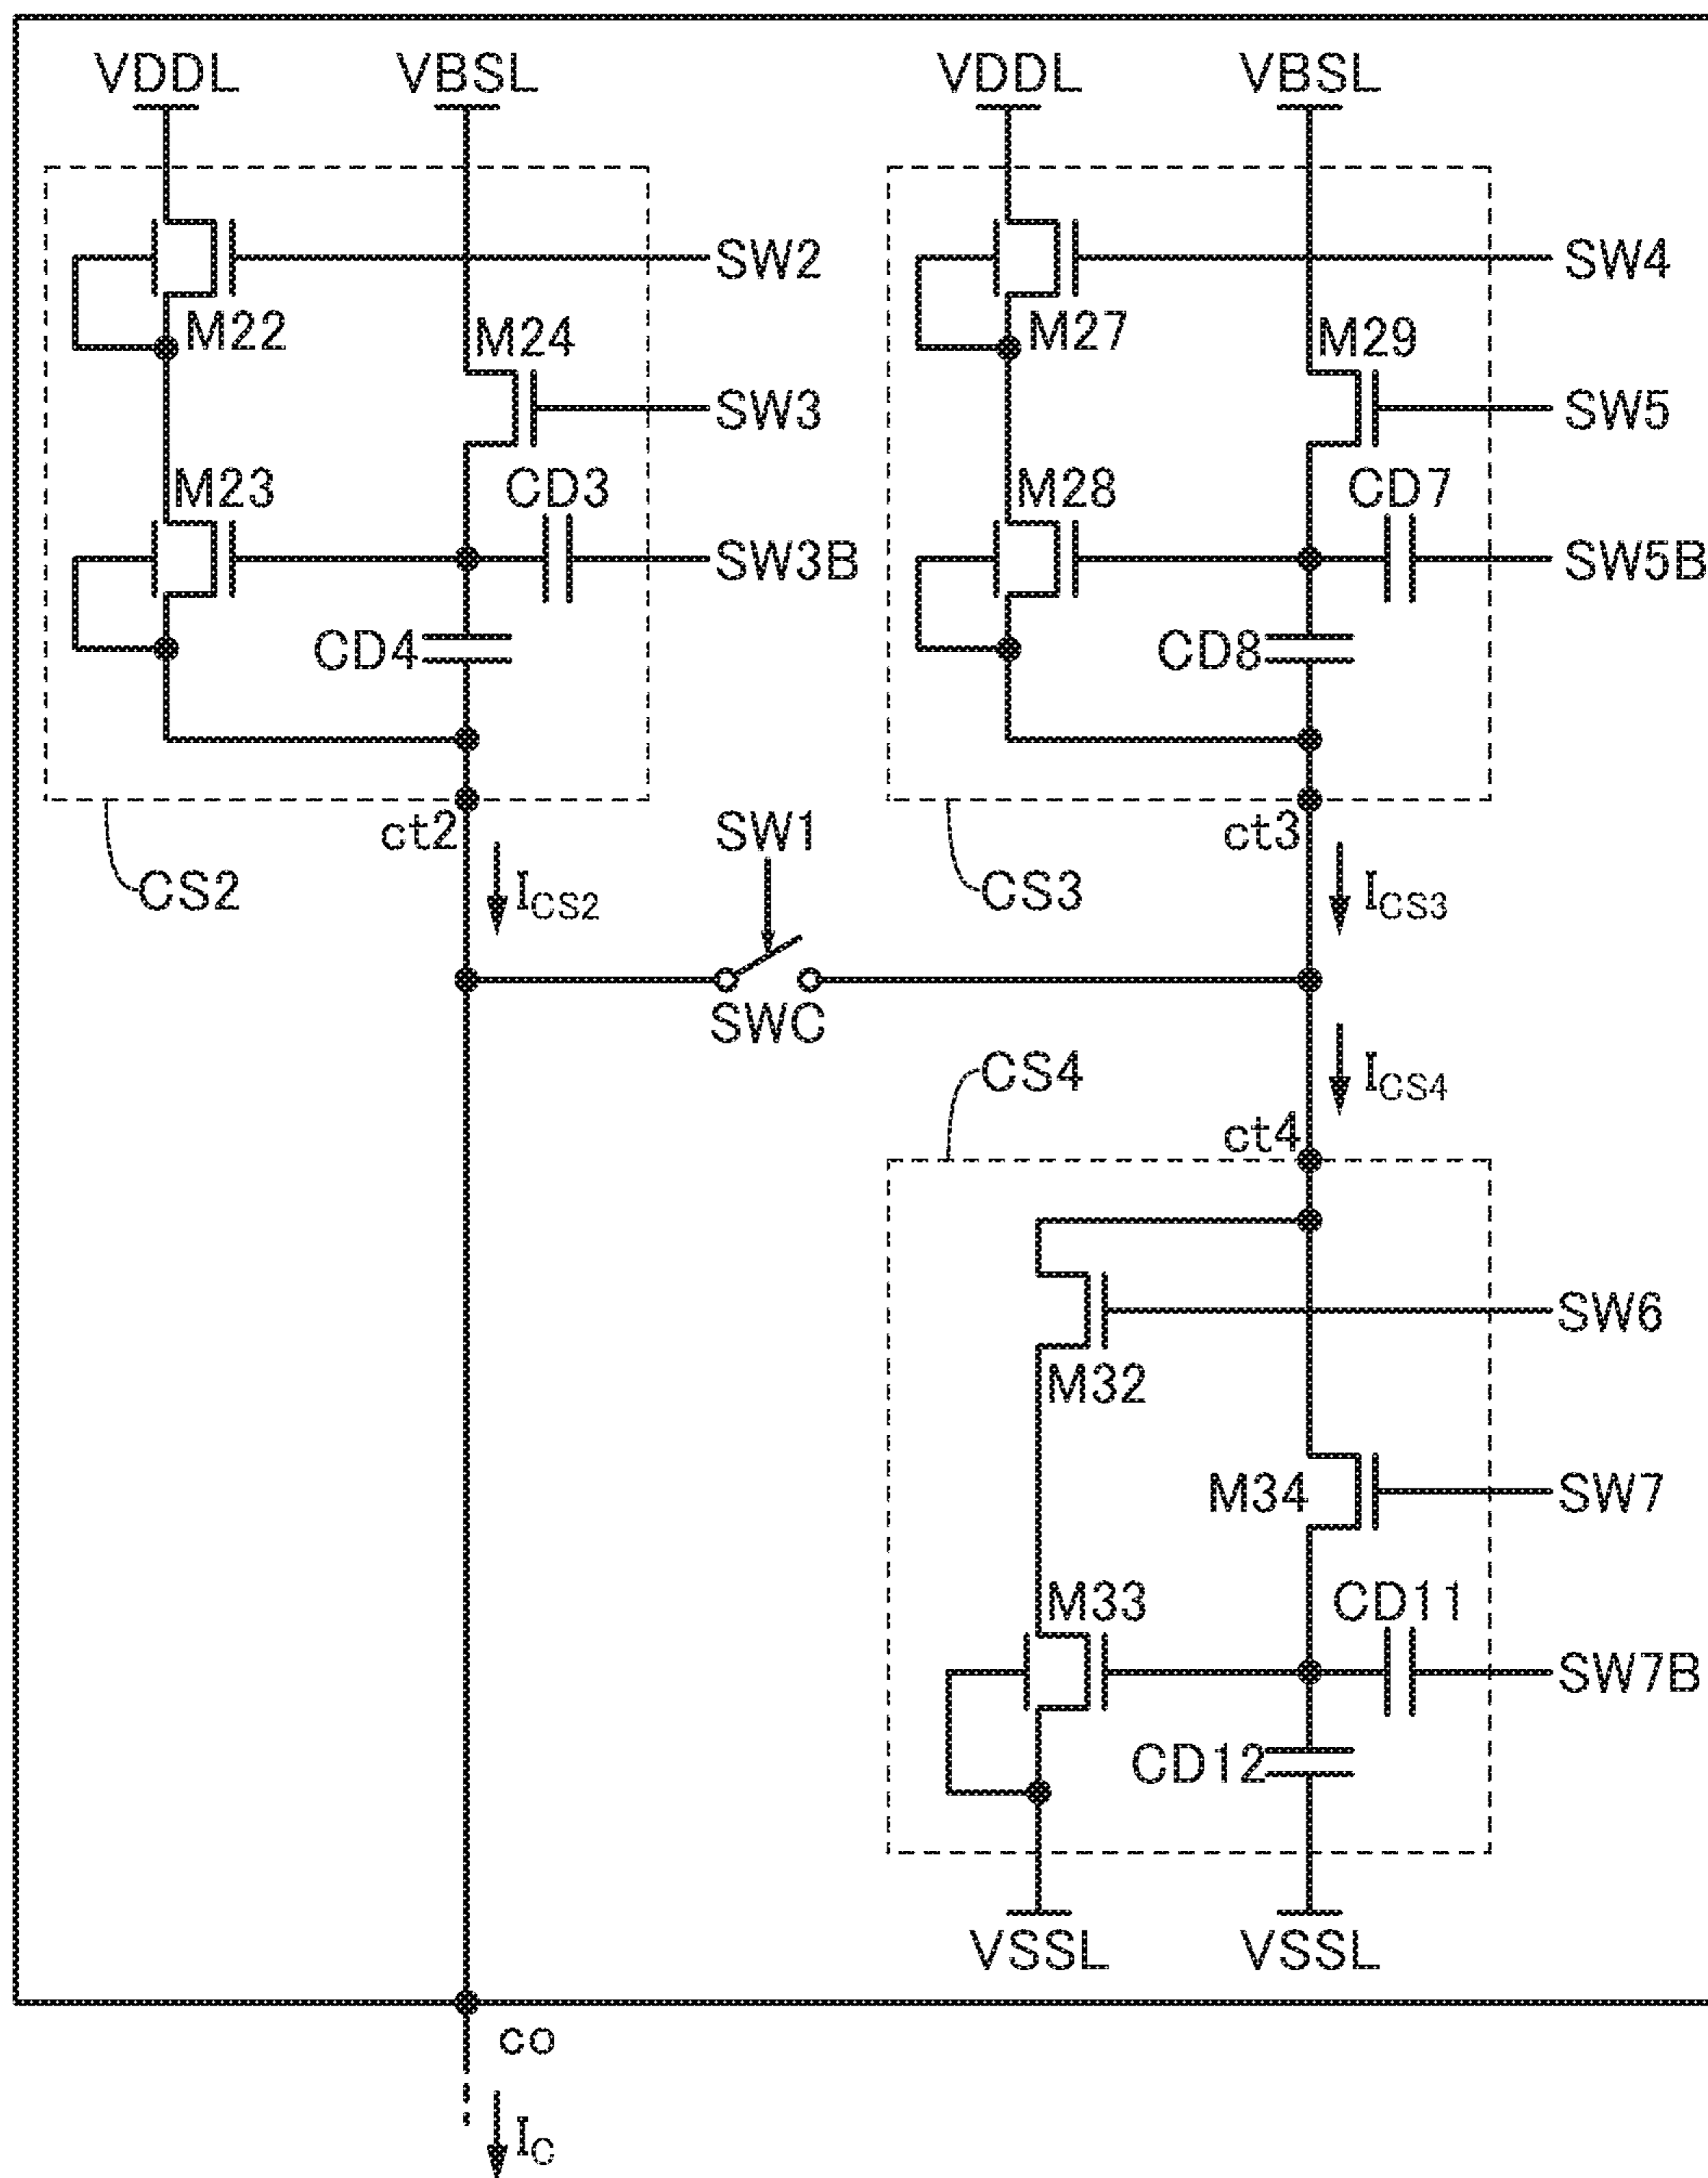 VDDL VBSL VDDL VBSL
SW2 SW4
M22 M24 M27 M29
SW3 SW5
M23 CD3 M28 CD7
SW3B SW5B
CD4 CD8
ct2 SW1 ct3
CS2 ICS2 CS3 ICS3
SWC
CS4 ICS4
ct4
SW6
M32
M34 SW7
M33 CD11
SW7B
CD12
VSSL VSSL
co
IC